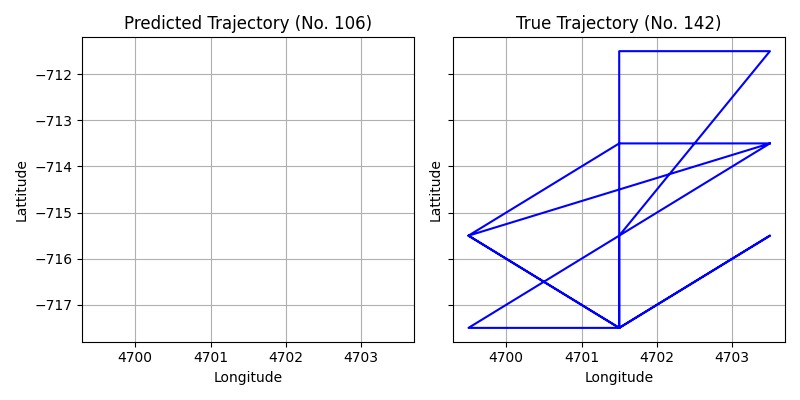 Predicted Trajectory (No. 106)
True Trajectory (No. 142)
−712
−713
−714
−715
−716
−717
Lattitude
Lattitude
4700 4701 4702 4703
4700 4701 4702 4703
Longitude
Longitude